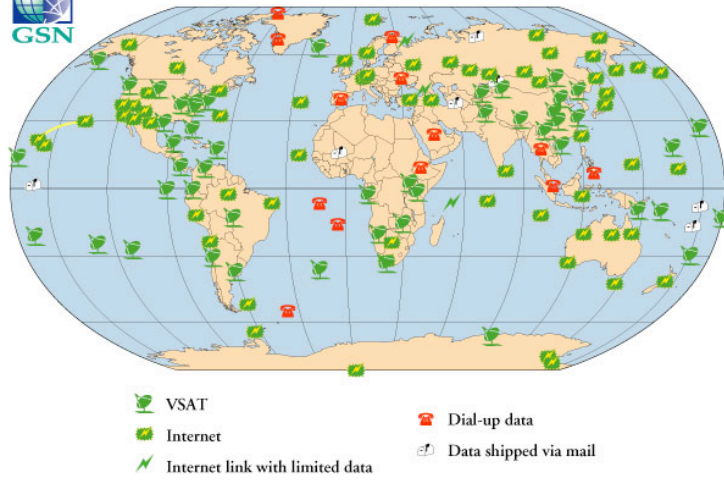 GSN
VSAT
Internet
Internet link with limited data
Dial-up data
Data shipped via mail